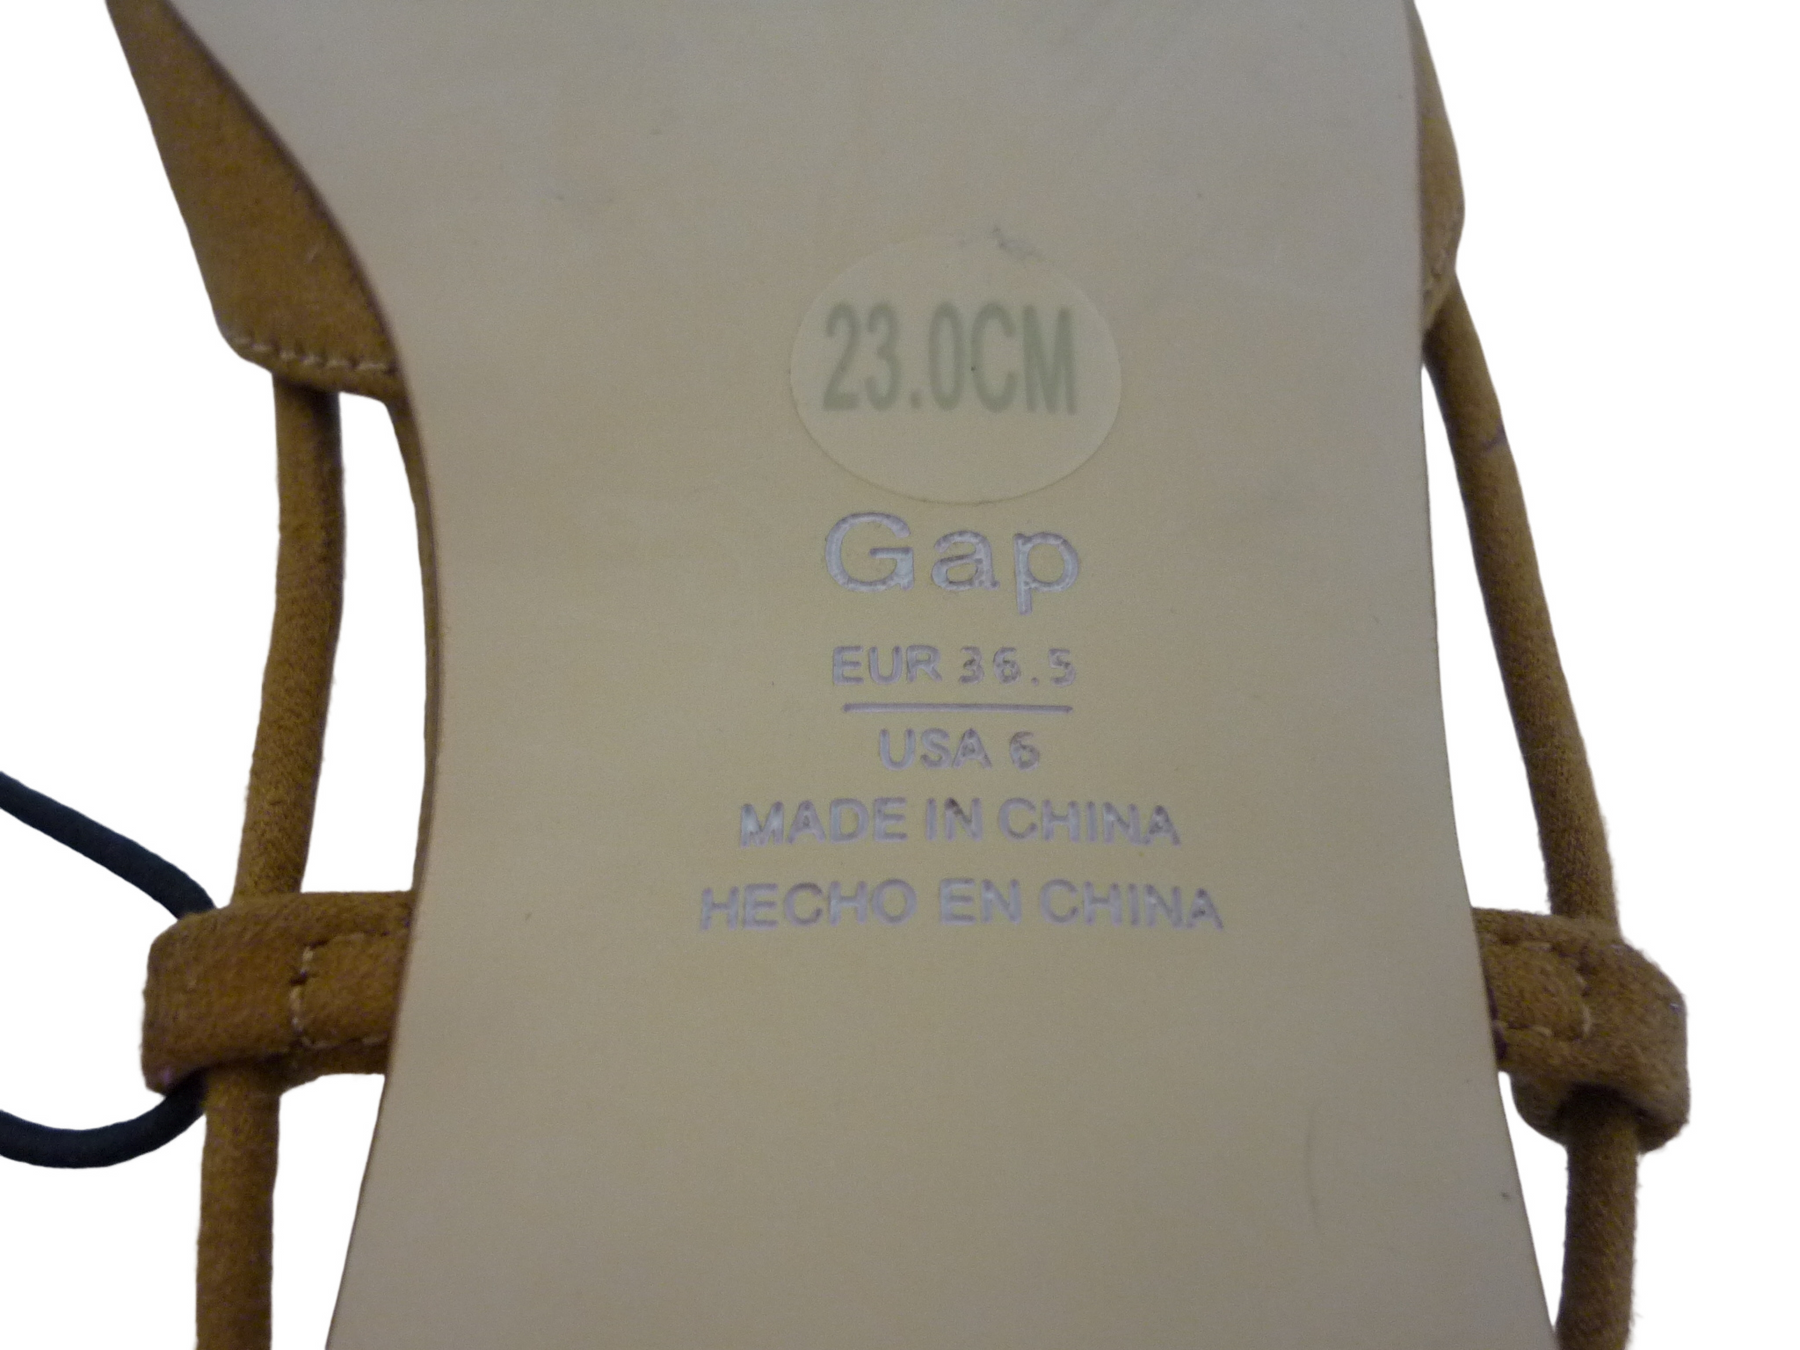 23.0CM
Gap
EUR 36.5
USA 6
MADE IN CHINA
HECHO EN CHINA